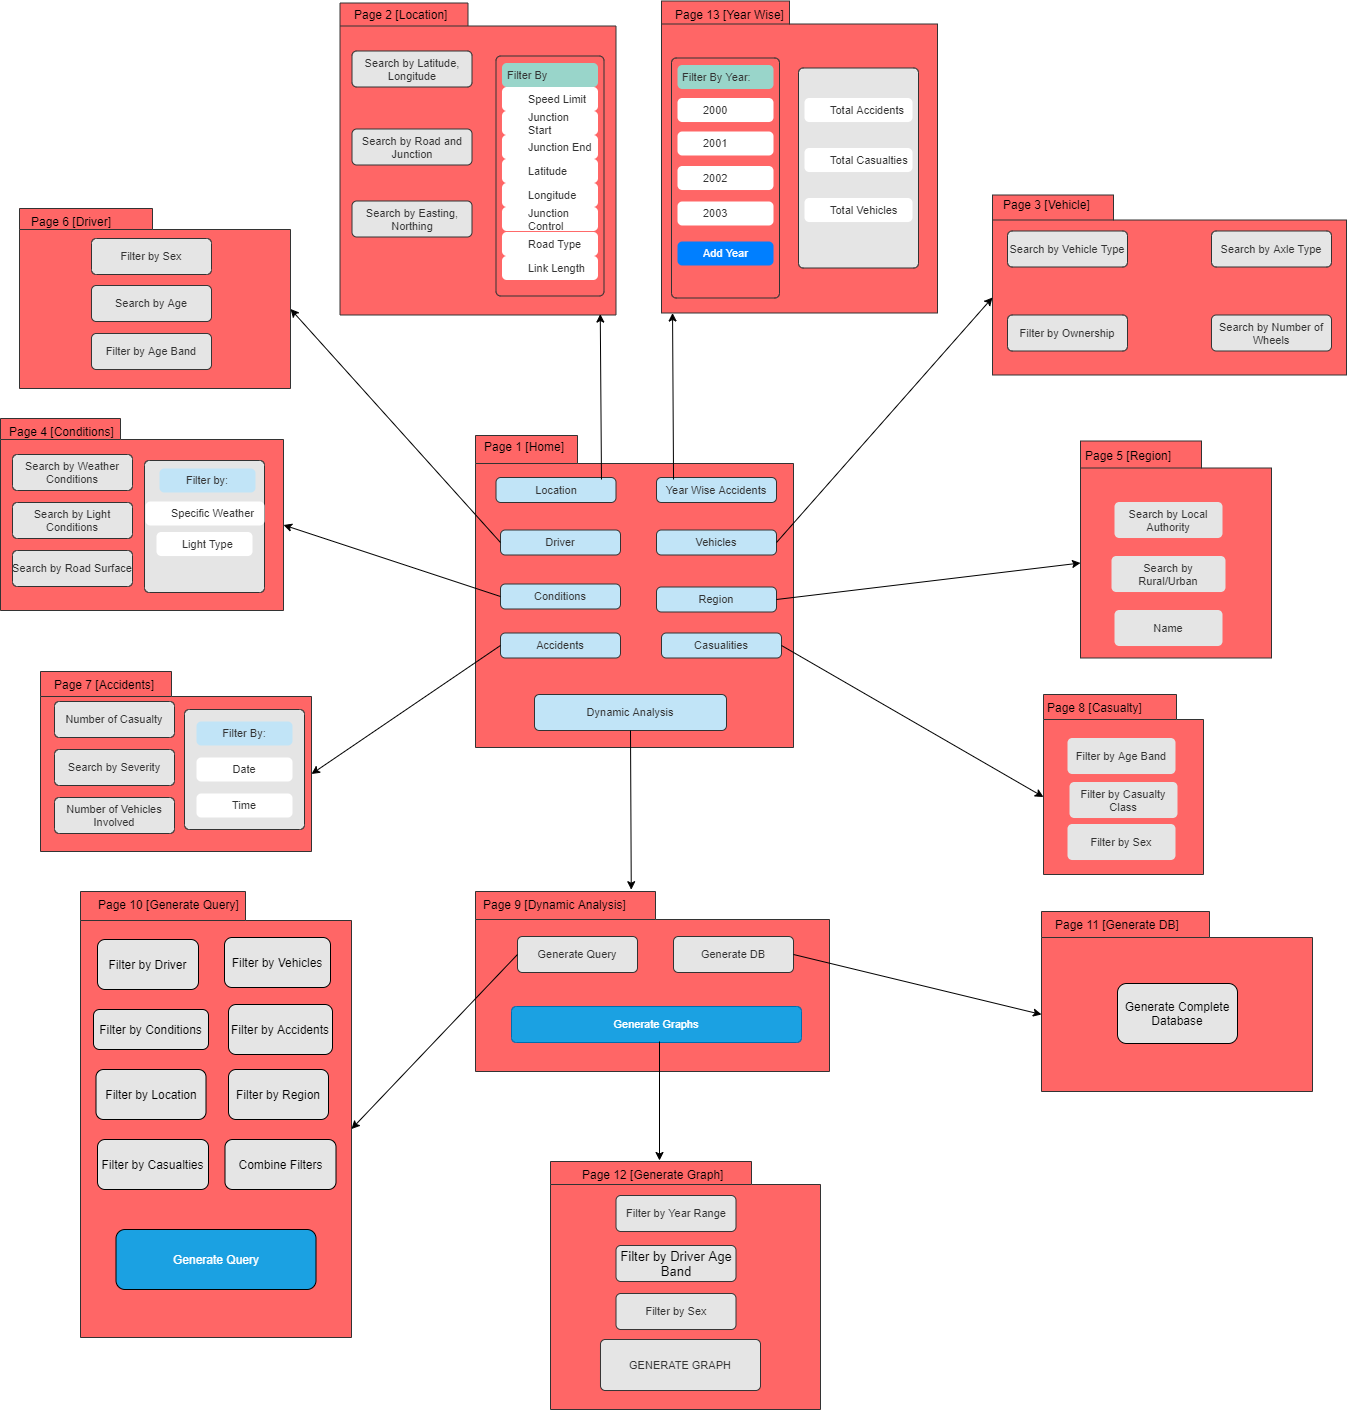 Page 2 [Location]
Search by Latitude,
Longitude
Search by Road and
Junction
Search by Easting,
Northing
Filter By
Speed Limit
Junction
Start
Junction End
Latitude
Longitude
Junction
Control
Road Type
Link Length
Page 13 [Year Wise]
Filter By Year:
2000
2001
2002
2003
Add Year
Total Accidents
Total Casualties
Total Vehicles
Page 3 [Vehicle]
Search by Vehicle Type
Search by Axle Type
Filter by Ownership
Search by Number of
Wheels
Page 6 [Driver]
Filter by Sex
Search by Age
Filter by Age Band
Page 4 [Conditions]
Search by Weather
Conditions
Search by Light
Conditions
Search by Road Surface
Filter by:
Specific Weather
Light Type
Page 1 [Home]
Location
Year Wise Accidents
Driver
Vehicles
Conditions
Region
Accidents
Casualities
Dynamic Analysis
Page 5 [Region]
Search by Local
Authority
Search by
Rural/Urban
Name
Page 7 [Accidents]
Number of Casualty
Search by Severity
Number of Vehicles
Involved
Filter By:
Date
Time
Page 8 [Casualty]
Filter by Age Band
Filter by Casualty
Class
Filter by Sex
Page 10 [Generate Query]
Filter by Driver
Filter by Vehicles
Filter by Conditions
Filter by Accidents
Filter by Location
Filter by Region
Filter by Casualties
Combine Filters
Generate Query
Page 9 [Dynamic Analysis]
Generate Query
Generate DB
Generate Graphs
Page 11 [Generate DB]
Generate Complete
Database
Page 12 [Generate Graph]
Filter by Year Range
Filter by Driver Age
Band
Filter by Sex
GENERATE GRAPH